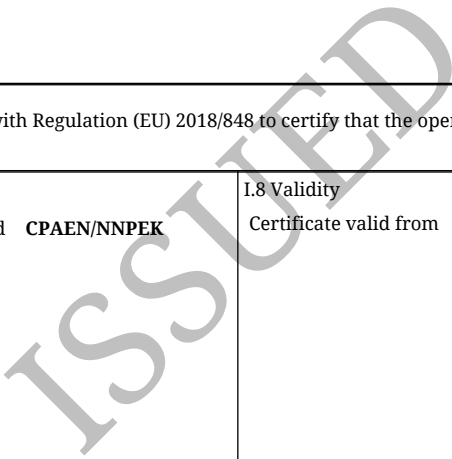 with Regulation (EU) 2018/848 to certify that the oper
I.8 Validity
CPAEN/NNPEK
Certificate valid from
ISSUED